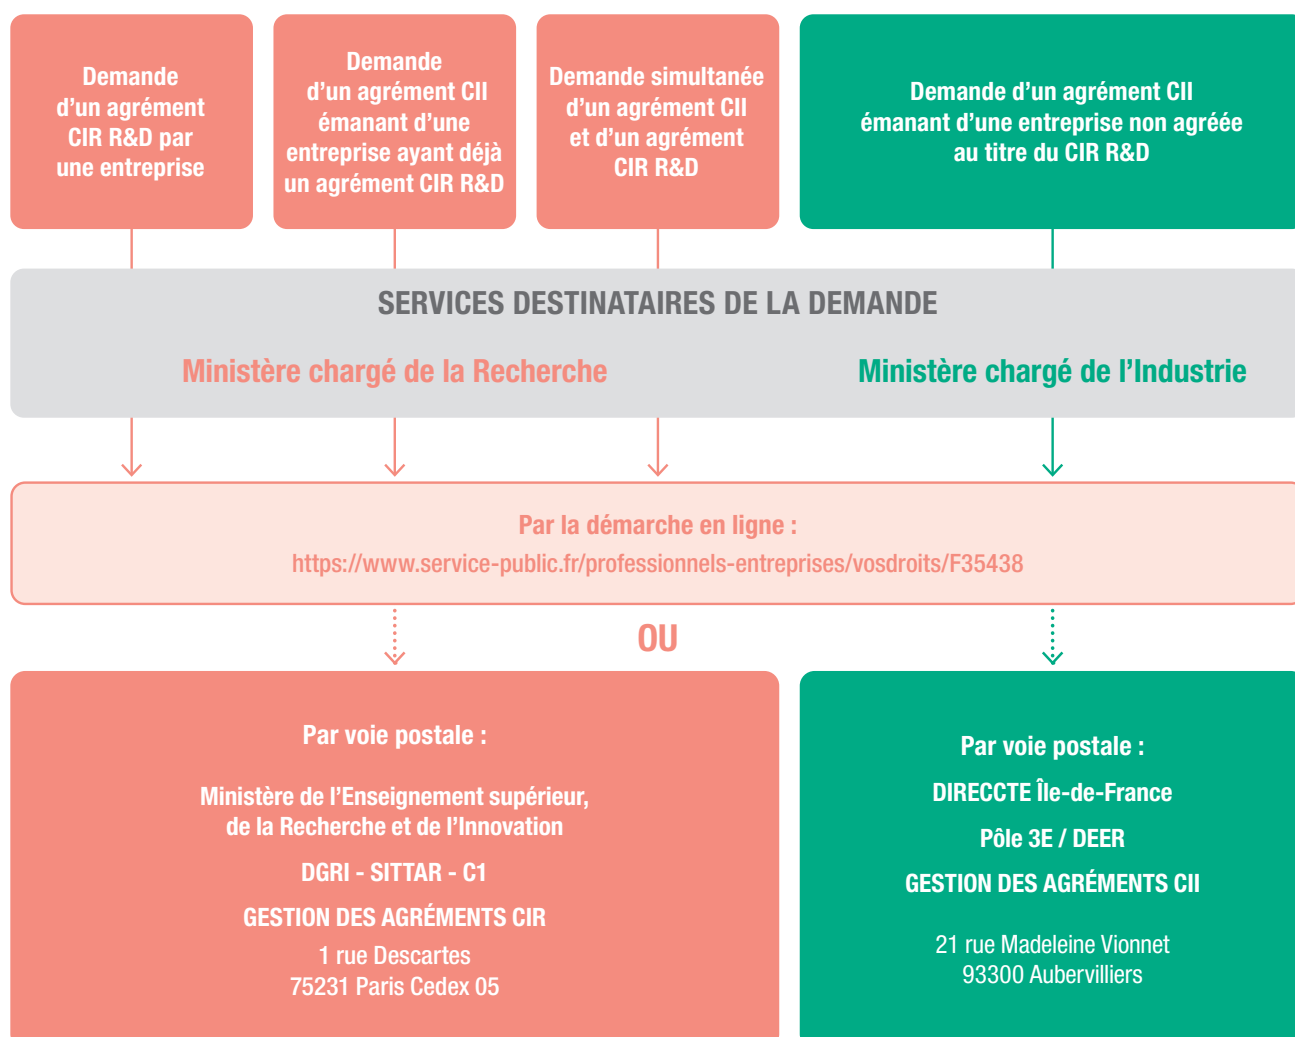 Demande
d'un agrément
CIR R&D par
une entreprise
Demande
d'un agrément CII
émanant d'une
entreprise ayant déjà
un agrément CIR R&D
Demande simultanée
d'un agrément CII
et d'un agrément
CIR R&D
Demande d'un agrément CII
émanant d'une entreprise non agréée
au titre du CIR R&D
SERVICES DESTINATAIRES DE LA DEMANDE
Ministère chargé de la Recherche
Ministère chargé de l'Industrie
Par la démarche en ligne :
https://www.service-public.fr/professionnels-entreprises/vosdroits/F35438
OU
Par voie postale :
Ministère de l'Enseignement supérieur,
de la Recherche et de l'Innovation
DGRI - SITTAR - C1
GESTION DES AGRÉMENTS CIR
1 rue Descartes
75231 Paris Cedex 05
Par voie postale :
DIRECCTE Île-de-France
Pôle 3E / DEER
GESTION DES AGRÉMENTS CII
21 rue Madeleine Vionnet
93300 Aubervilliers